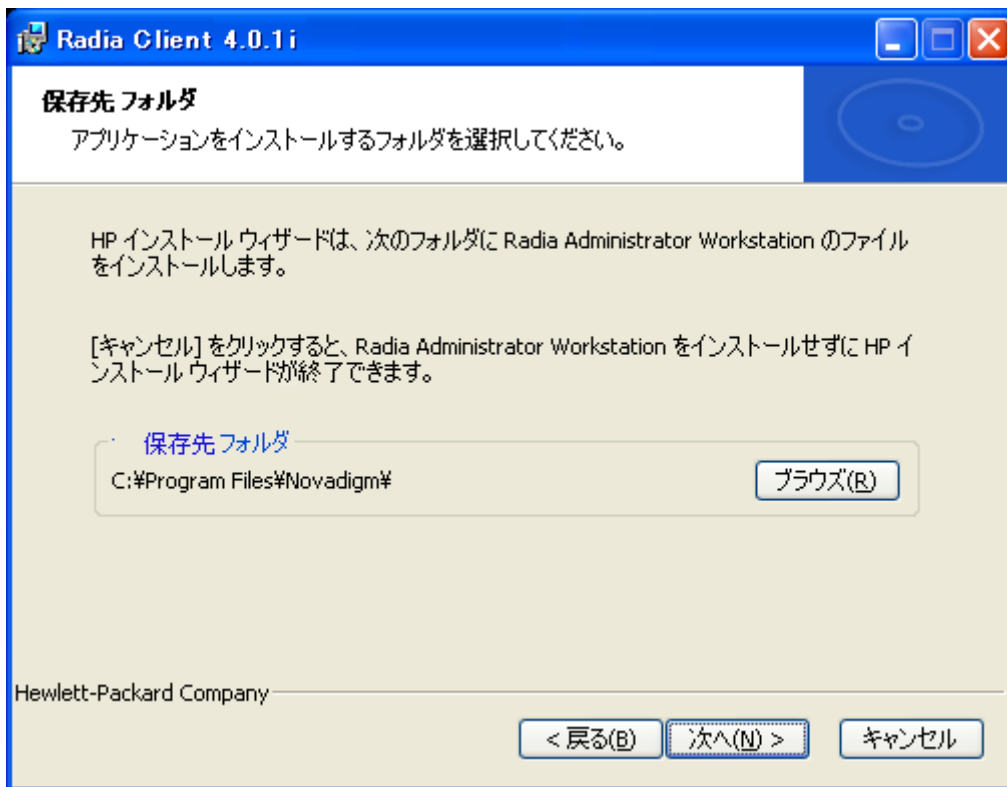 Radia Client 4.0.1i
保存先 フォルダ
アプリケーションをインストールするフォルダを選択してください。
HP インストール ウィザードは、次のフォルダに Radia Administrator Workstation のファイル
をインストールします。
[キャンセル] をクリックすると、Radia Administrator Workstation をインストールせずに HP イ
ンストール ウィザードが終了できます。
保存先 フォルダ
C:¥Program Files¥Novadigm¥
ブラウズ(R)
Hewlett-Packard Company
< 戻る(B)
次へ(N) >
キャンセル